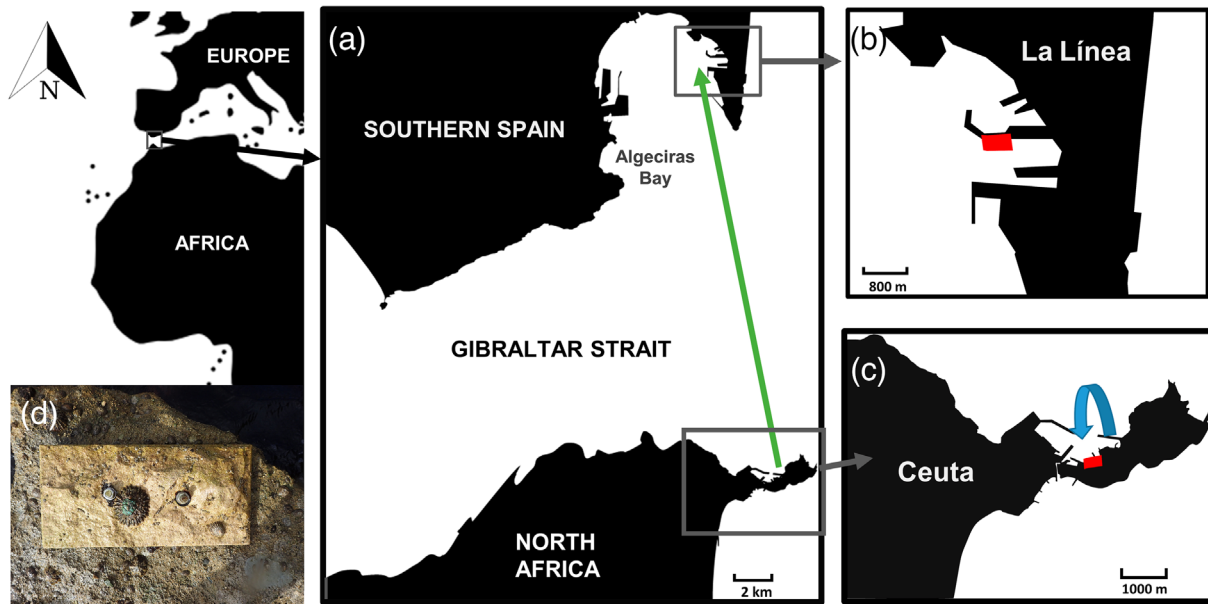 N
EUROPE
AFRICA
(a)
SOUTHERN SPAIN
Algeciras
Bay
GIBRALTAR STRAIT
NORTH
AFRICA
2 km
(b)
La Línea
800 m
(c)
Ceuta
1000 m
(d)